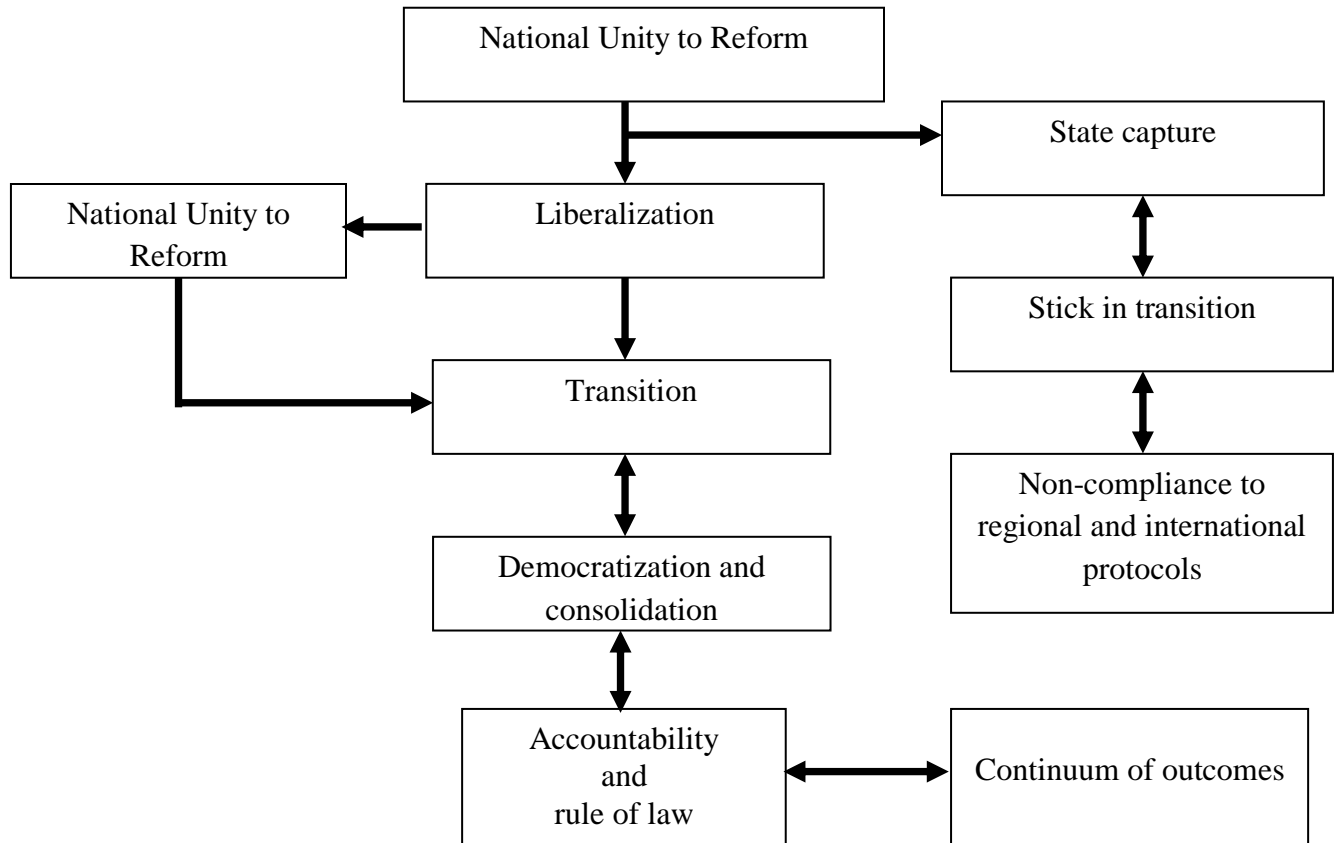 National Unity to Reform
State capture
National Unity to
Reform
Liberalization
Stick in transition
Transition
Non-compliance to
regional and international
protocols
Democratization and
consolidation
Accountability
and
rule of law
Continuum of outcomes